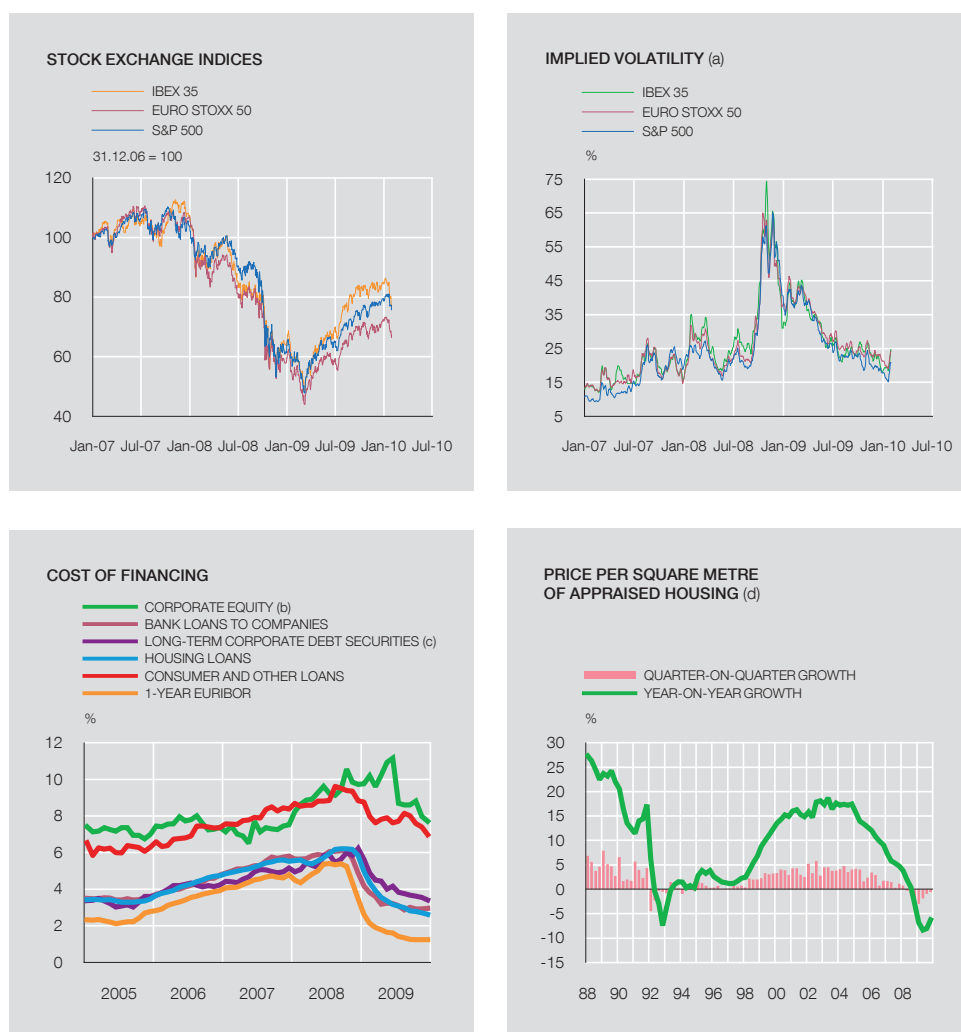 STOCK EXCHANGE INDICES
IBEX 35
EURO STOXX 50
S&P 500
31.12.06 = 100
120
100
80
60
40
Jan-07 Jul-07 Jan-08 Jul-08 Jan-09 Jul-09 Jan-10 Jul-10
IMPLIED VOLATILITY (a)
IBEX 35
EURO STOXX 50
S&P 500
%
75
65
55
45
35
25
15
5
Jan-07 Jul-07 Jan-08 Jul-08 Jan-09 Jul-09 Jan-10 Jul-10
COST OF FINANCING
CORPORATE EQUITY (b)
BANK LOANS TO COMPANIES
LONG-TERM CORPORATE DEBT SECURITIES (c)
HOUSING LOANS
CONSUMER AND OTHER LOANS
1-YEAR EURIBOR
%
12
10
8
6
4
2
0
2005 2006 2007 2008 2009
PRICE PER SQUARE METRE
OF APPRAISED HOUSING (d)
QUARTER-ON-QUARTER GROWTH
YEAR-ON-YEAR GROWTH
%
30
25
20
15
10
5
0
-5
-10
-15
88 90 92 94 96 98 00 02 04 06 08